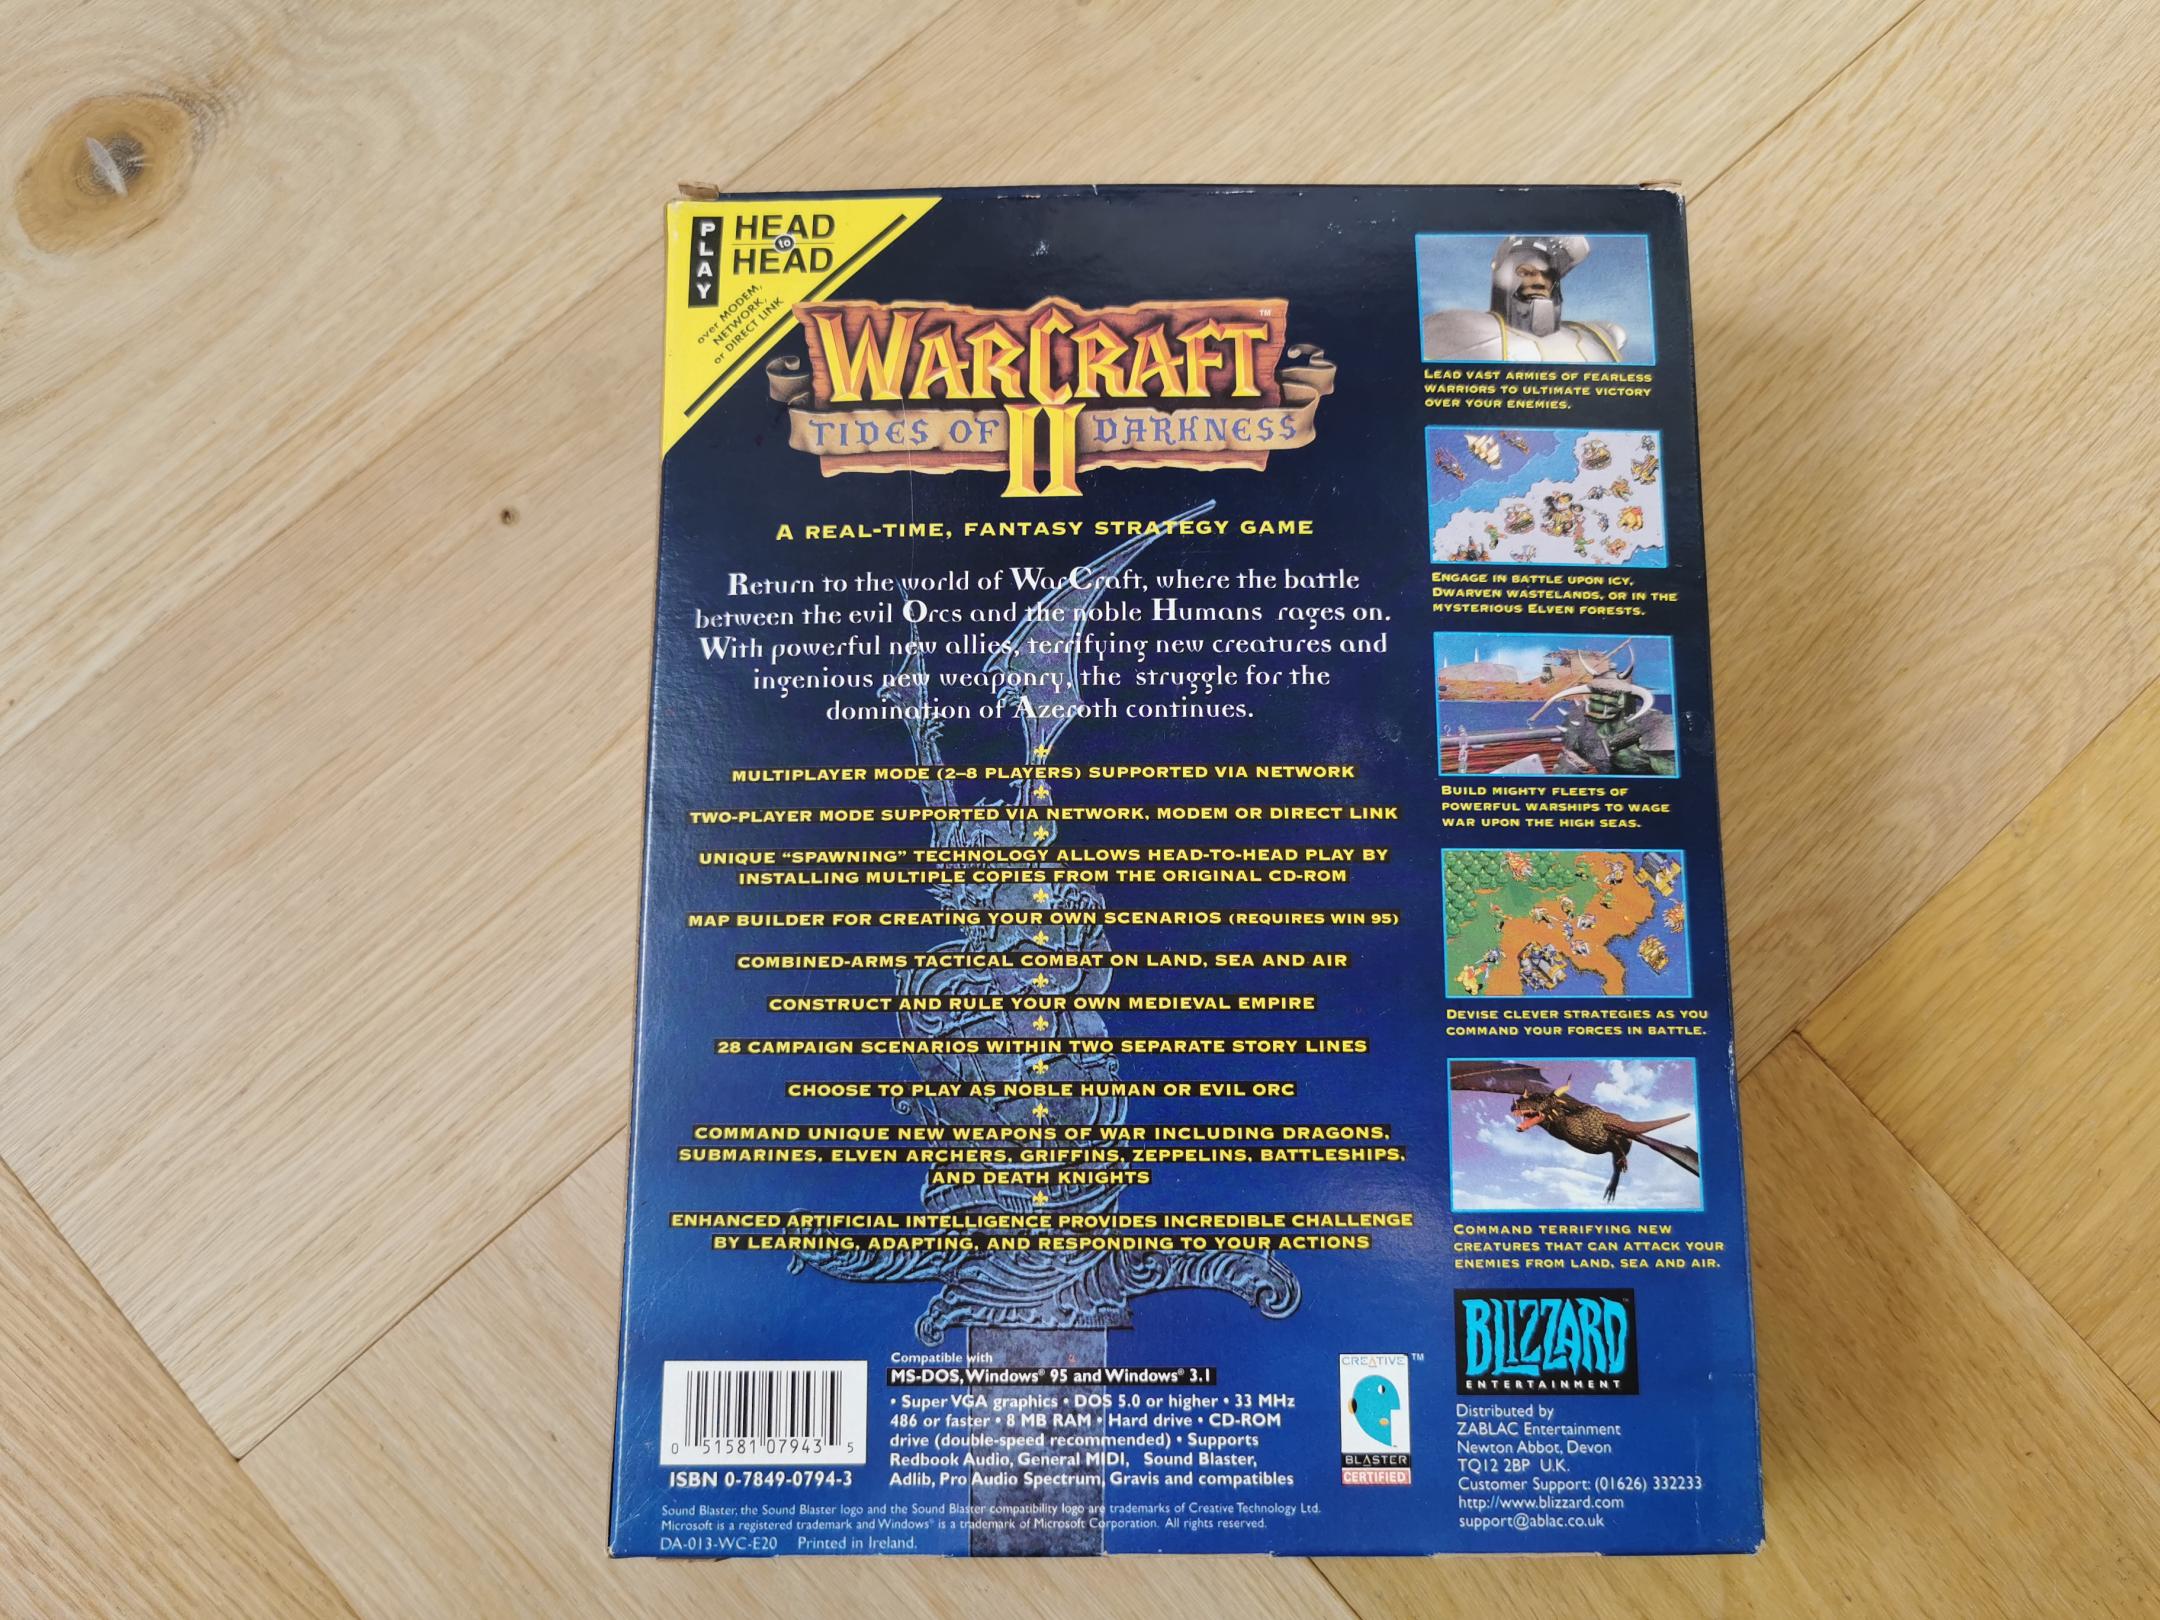 PLAY
HEAD
to
HEAD
over MODEM,
NETWORK,
or DIRECT LINK
WARCRAFT™
II
TIDES OF DARKNESS
A REAL-TIME, FANTASY STRATEGY GAME
Return to the world of WarCraft, where the battle
between the evil Orcs and the noble Humans rages on.
With powerful new allies, terrifying new creatures and
ingenious new weaponry, the struggle for the
domination of Azeroth continues.
MULTIPLAYER MODE (2–8 PLAYERS) SUPPORTED VIA NETWORK
TWO-PLAYER MODE SUPPORTED VIA NETWORK, MODEM OR DIRECT LINK
UNIQUE “SPAWNING” TECHNOLOGY ALLOWS HEAD-TO-HEAD PLAY BY
INSTALLING MULTIPLE COPIES FROM THE ORIGINAL CD-ROM
MAP BUILDER FOR CREATING YOUR OWN SCENARIOS (REQUIRES WIN 95)
COMBINED-ARMS TACTICAL COMBAT ON LAND, SEA AND AIR
CONSTRUCT AND RULE YOUR OWN MEDIEVAL EMPIRE
28 CAMPAIGN SCENARIOS WITHIN TWO SEPARATE STORY LINES
CHOOSE TO PLAY AS NOBLE HUMAN OR EVIL ORC
COMMAND UNIQUE NEW WEAPONS OF WAR INCLUDING DRAGONS,
SUBMARINES, ELVEN ARCHERS, GRIFFINS, ZEPPELINS, BATTLESHIPS,
AND DEATH KNIGHTS
ENHANCED ARTIFICIAL INTELLIGENCE PROVIDES INCREDIBLE CHALLENGE
BY LEARNING, ADAPTING, AND RESPONDING TO YOUR ACTIONS
LEAD VAST ARMIES OF FEARLESS
WARRIORS TO ULTIMATE VICTORY
OVER YOUR ENEMIES.
ENGAGE IN BATTLE UPON ICY,
DWARVEN WASTELANDS, OR IN THE
MYSTERIOUS ELVEN FORESTS.
BUILD MIGHTY FLEETS OF
POWERFUL WARSHIPS TO WAGE
WAR UPON THE HIGH SEAS.
DEVISE CLEVER STRATEGIES AS YOU
COMMAND YOUR FORCES IN BATTLE.
COMMAND TERRIFYING NEW
CREATURES THAT CAN ATTACK YOUR
ENEMIES FROM LAND, SEA AND AIR.
0 51581 07943 5
ISBN 0-7849-0794-3
Compatible with
MS-DOS, Windows® 95 and Windows® 3.1
• Super VGA graphics • DOS 5.0 or higher • 33 MHz
486 or faster • 8 MB RAM • Hard drive • CD-ROM
drive (double-speed recommended) • Supports
Redbook Audio, General MIDI, Sound Blaster,
Adlib, Pro Audio Spectrum, Gravis and compatibles
CREATIVE™
BLASTER
CERTIFIED
BLIZZARD™
ENTERTAINMENT
Distributed by
ZABLAC Entertainment
Newton Abbot, Devon
TQ12 2BP U.K.
Customer Support: (01626) 332233
http://www.blizzard.com
support@ablac.co.uk
Sound Blaster, the Sound Blaster logo and the Sound Blaster compatibility logo are trademarks of Creative Technology Ltd.
Microsoft is a registered trademark and Windows® is a trademark of Microsoft Corporation. All rights reserved.
DA-013-WC-E20 Printed in Ireland.